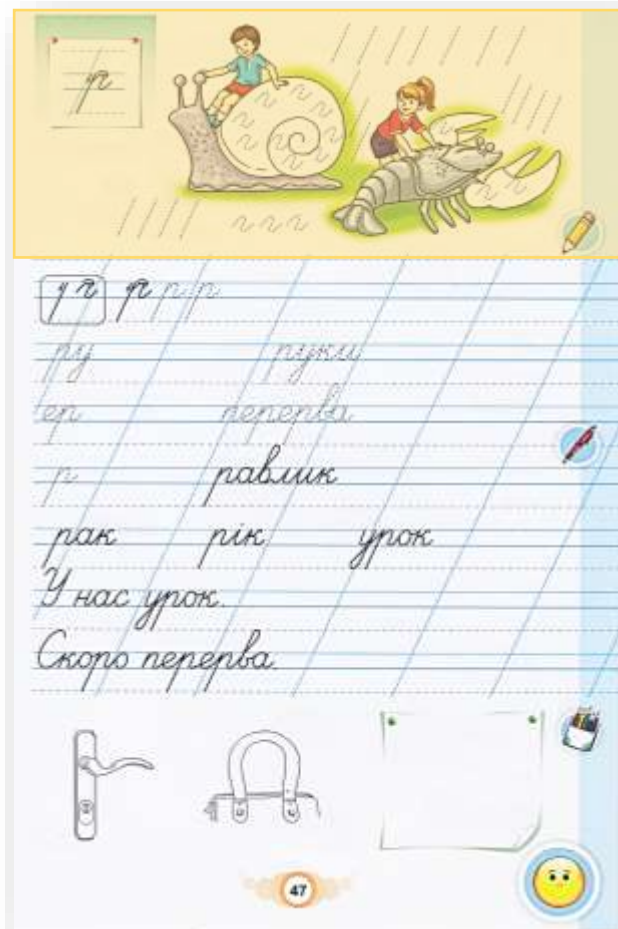 р
р р р р
ру руки
ер перерва
р равлик
рак рік урок
У нас урок.
Скоро перерва.
47